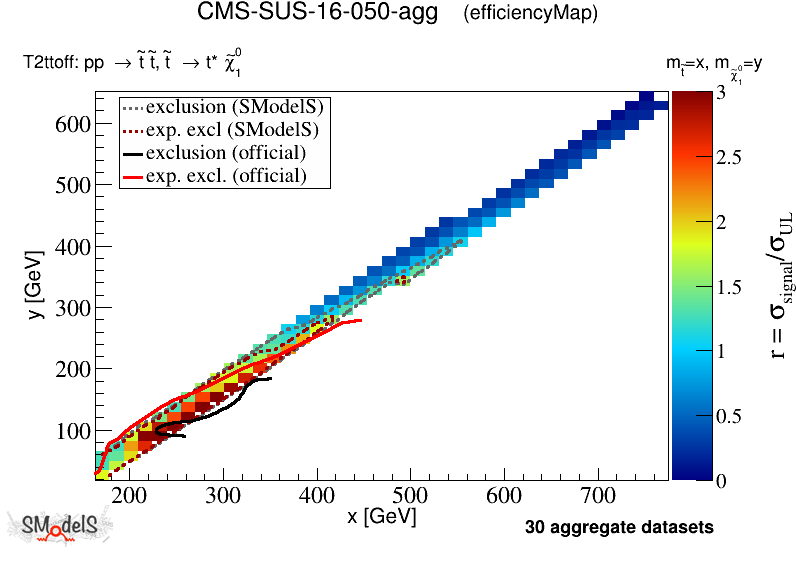 CMS-SUS-16-050-agg (efficiencyMap)
T2ttoff: pp → t̃ t̃, t̃ → t* χ̃⁰₁
m_t̃=x, m_χ̃⁰₁=y
exclusion (SModelS)
exp. excl (SModelS)
exclusion (official)
exp. excl. (official)
600
500
400
300
200
100
y [GeV]
200 300 400 500 600 700
x [GeV]
3
2.5
2
1.5
1
0.5
0
r = σ_signal/σ_UL
SModelS
30 aggregate datasets